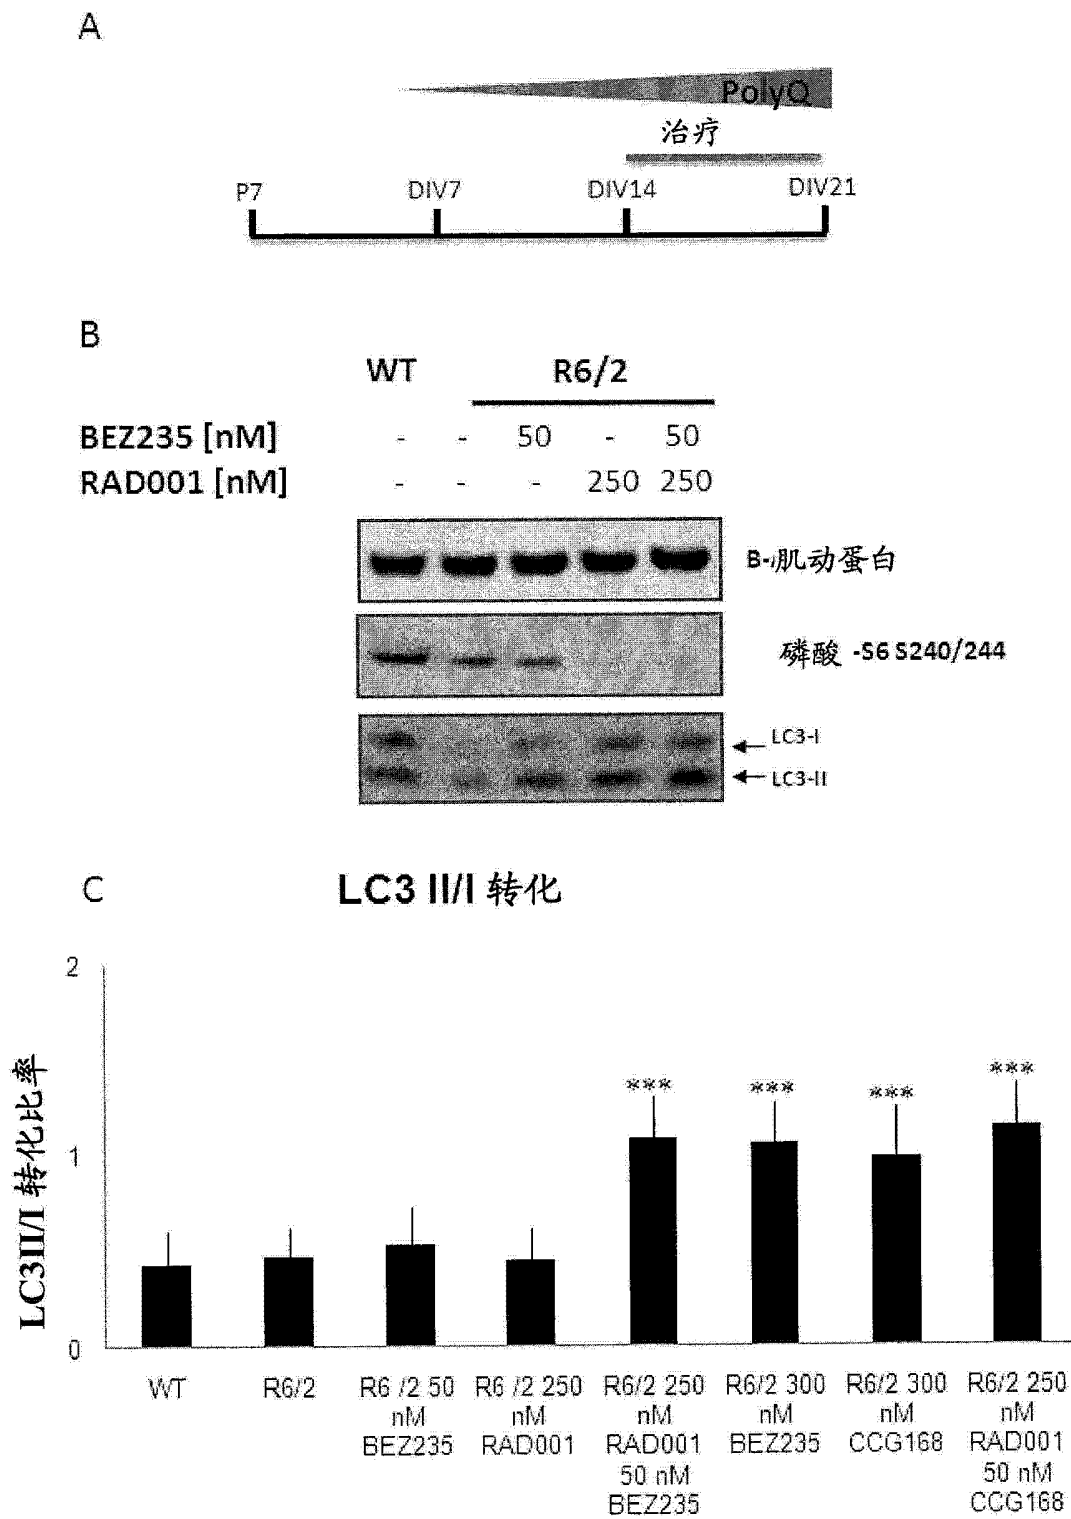 A
PolyQ
治疗
P7 DIV7 DIV14 DIV21
B
WT R6/2
BEZ235 [nM] - - 50 - 50
RAD001 [nM] - - - 250 250
B-肌动蛋白
磷酸 -S6 S240/244
LC3-I
LC3-II
C
LC3 II/I 转化
LC3II/I 转化比率
2
1
0
*** *** *** ***
WT
R6/2
R6 /2 50
nM
BEZ235
R6 /2 250
nM
RAD001
R6/2 250
nM
RAD001
50 nM
BEZ235
R6/2 300
nM
BEZ235
R6/2 300
nM
CCG168
R6/2 250
nM
RAD001
50 nM
CCG168